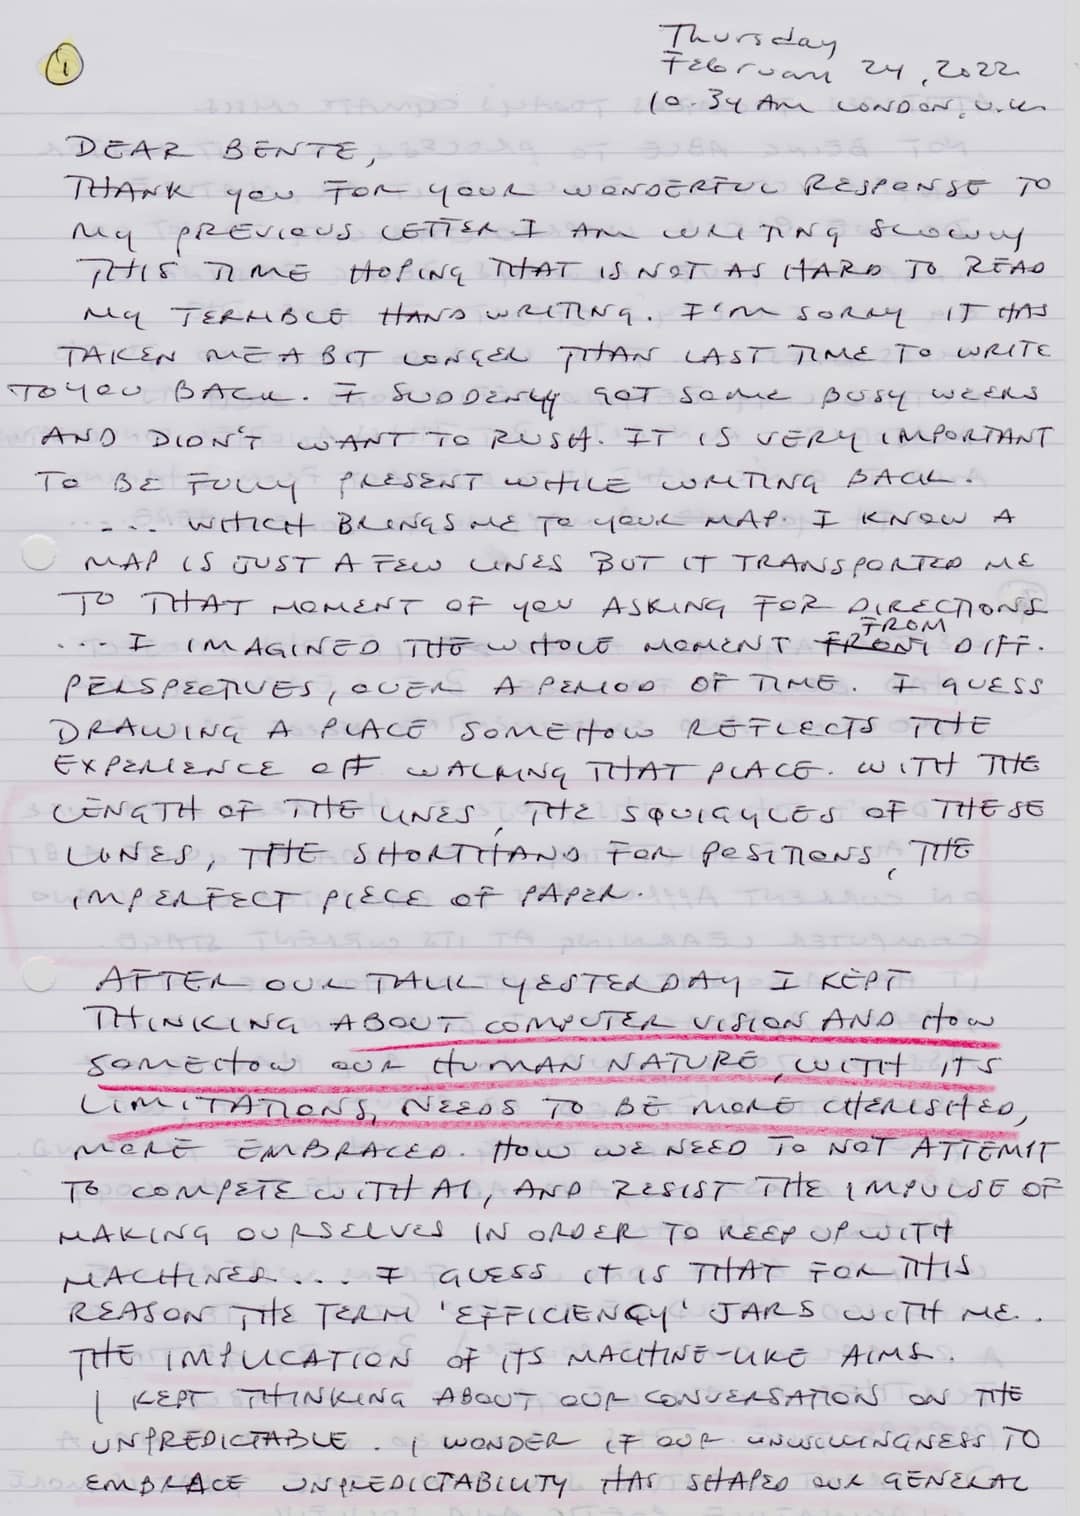 1
Thursday
February 24, 2022
10.34 AM LONDON, U.K.
DEAR BENTE,
THANK you FOR YOUR WONDERFUL RESPONSE TO
MY PREVIOUS LETTER I AM WRITING SLOWLY
THIS TIME HOPING THAT IS NOT AS HARD TO READ
MY TERRIBLE HANDWRITING. I'M SORRY IT HAS
TAKEN ME A BIT LONGER THAN LAST TIME TO WRITE
TO YOU BACK. I SUDDENLY GOT SOME BUSY WEEKS
AND DIDN'T WANT TO RUSH. IT IS VERY IMPORTANT
TO BE FULLY PRESENT WHILE WRITING BACK.
... WHICH BRINGS ME TO YOUR MAP. I KNOW A
MAP IS JUST A FEW LINES BUT IT TRANSPORTED ME
TO THAT MOMENT OF YOU ASKING FOR DIRECTIONS
FROM
... I IMAGINED THE WHOLE MOMENT DIFF.
PERSPECTIVES, OVER A PERIOD OF TIME. I GUESS
DRAWING A PLACE SOMEHOW REFLECTS THE
EXPERIENCE OFF WALKING THAT PLACE. WITH THE
LENGTH OF THE LINES, THE SQUIGGLES OF THESE
LINES, THE SHORTHAND FOR POSITIONS, THE
IMPERFECT PIECE OF PAPER.
AFTER OUR TALK YESTERDAY I KEPT
THINKING ABOUT COMPUTER VISION AND HOW
SOMEHOW OUR HUMAN NATURE, WITH ITS
LIMITATIONS, NEEDS TO BE MORE CHERISHED,
MORE EMBRACED. HOW WE NEED TO NOT ATTEMPT
TO COMPETE WITH AI, AND RESIST THE IMPULSE OF
MAKING OURSELVES IN ORDER TO KEEP UP WITH
MACHINES... I GUESS IT IS THAT FOR THIS
REASON THE TERM 'EFFICIENCY' JARS WITH ME..
THE IMPLICATION OF ITS MACHINE-LIKE AIMS.
I KEPT THINKING ABOUT OUR CONVERSATION ON THE
UNPREDICTABLE. I WONDER IF OUR UNWILLINGNESS TO
EMBRACE UNPREDICTABILITY HAS SHAPED OUR GENERAL